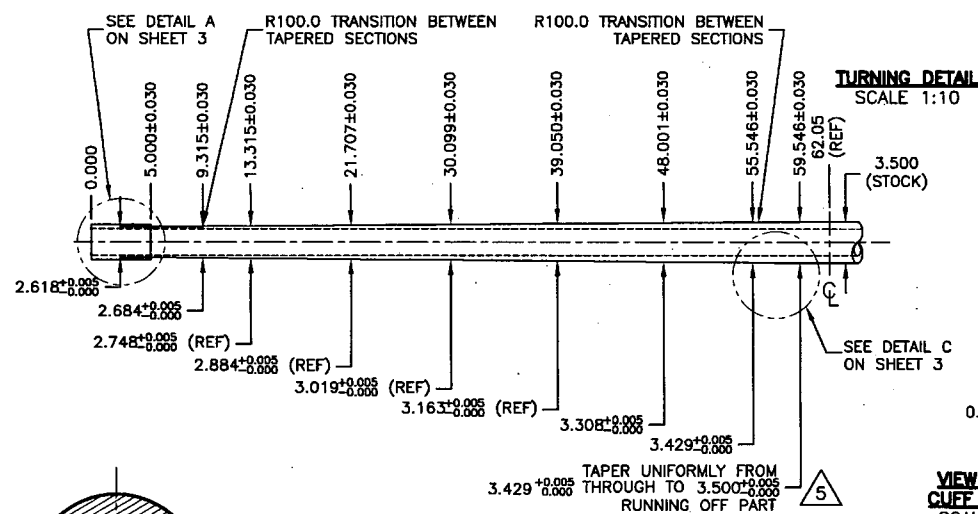 SEE DETAIL A
ON SHEET 3
R100.0 TRANSITION BETWEEN
TAPERED SECTIONS
R100.0 TRANSITION BETWEEN
TAPERED SECTIONS
TURNING DETAIL
SCALE 1:10
0.000
5.000±0.030
9.315±0.030
13.315±0.030
21.707±0.030
30.099±0.030
39.050±0.030
48.001±0.030
55.546±0.030
59.546±0.030
62.05
(REF)
3.500
(STOCK)
2.618 +0.005 -0.000
2.684 +0.005 -0.000
2.748 +0.005 -0.000 (REF)
2.884 +0.005 -0.000 (REF)
3.019 +0.005 -0.000 (REF)
3.163 +0.005 -0.000 (REF)
3.308 +0.005 -0.000
3.429 +0.005 -0.000
℄
SEE DETAIL C
ON SHEET 3
0.
TAPER UNIFORMLY FROM
3.429 +0.005 -0.000 THROUGH TO 3.500 +0.005 -0.000
RUNNING OFF PART
5
VIEW
CUFF